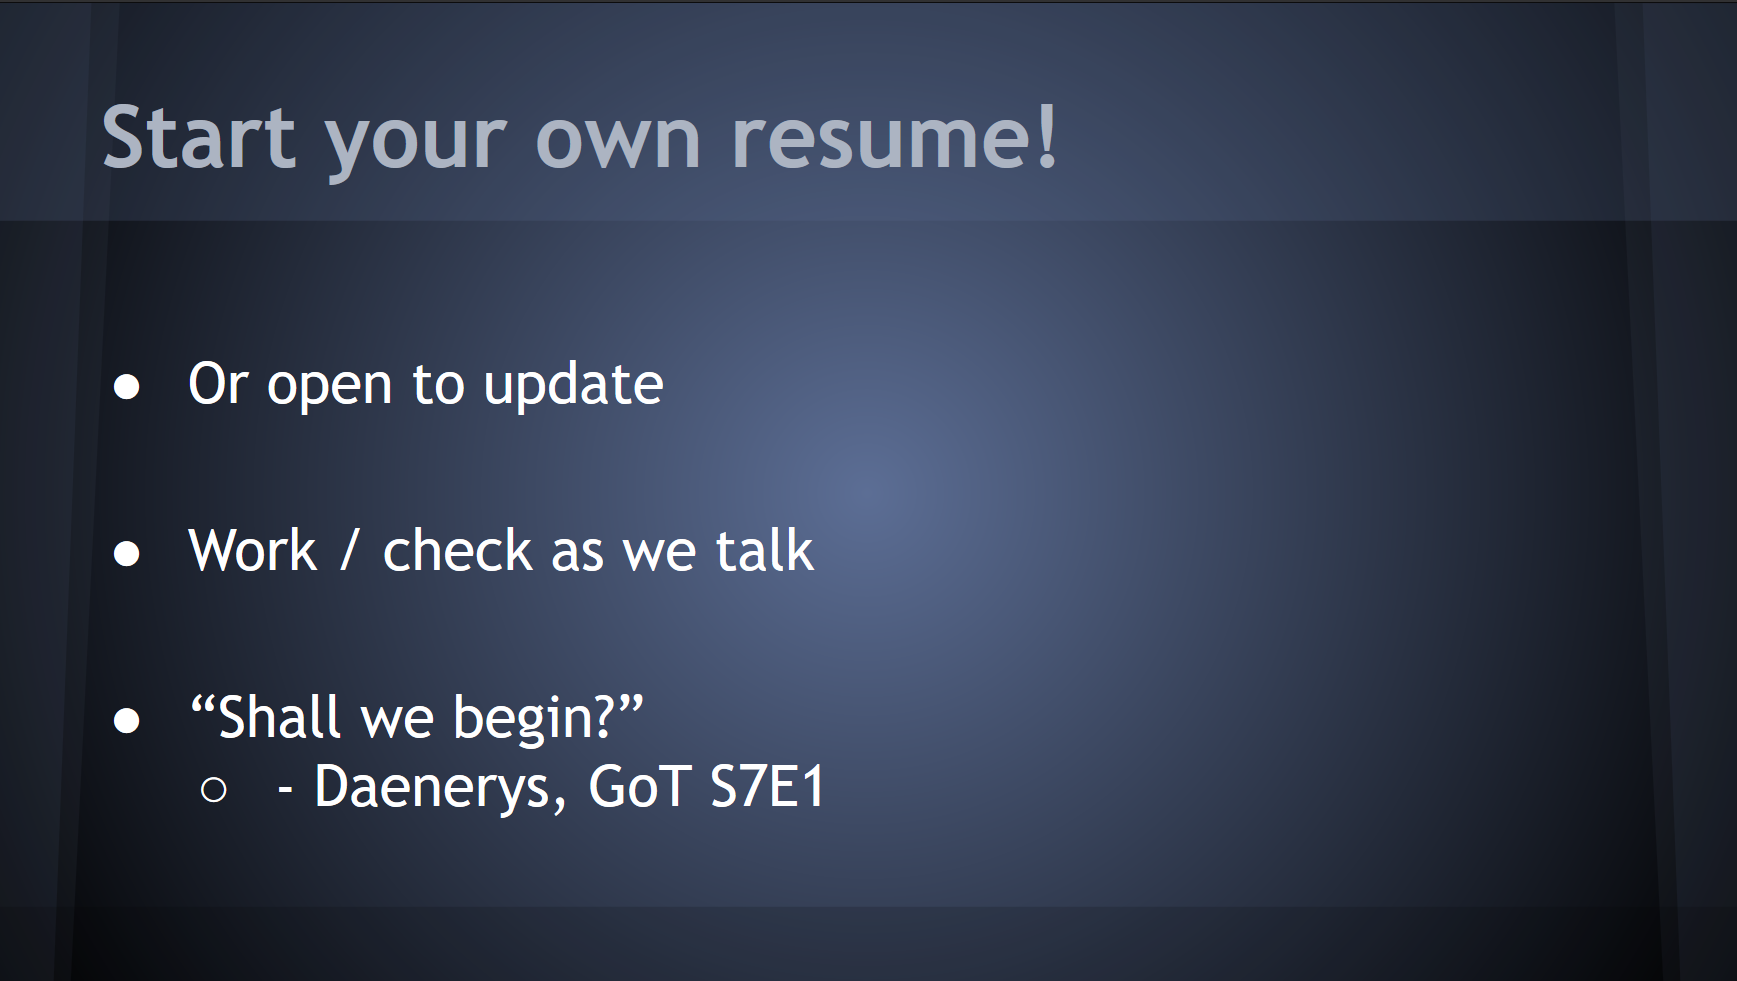 Start your own resume!
● Or open to update
● Work / check as we talk
● “Shall we begin?”
○ - Daenerys, GoT S7E1